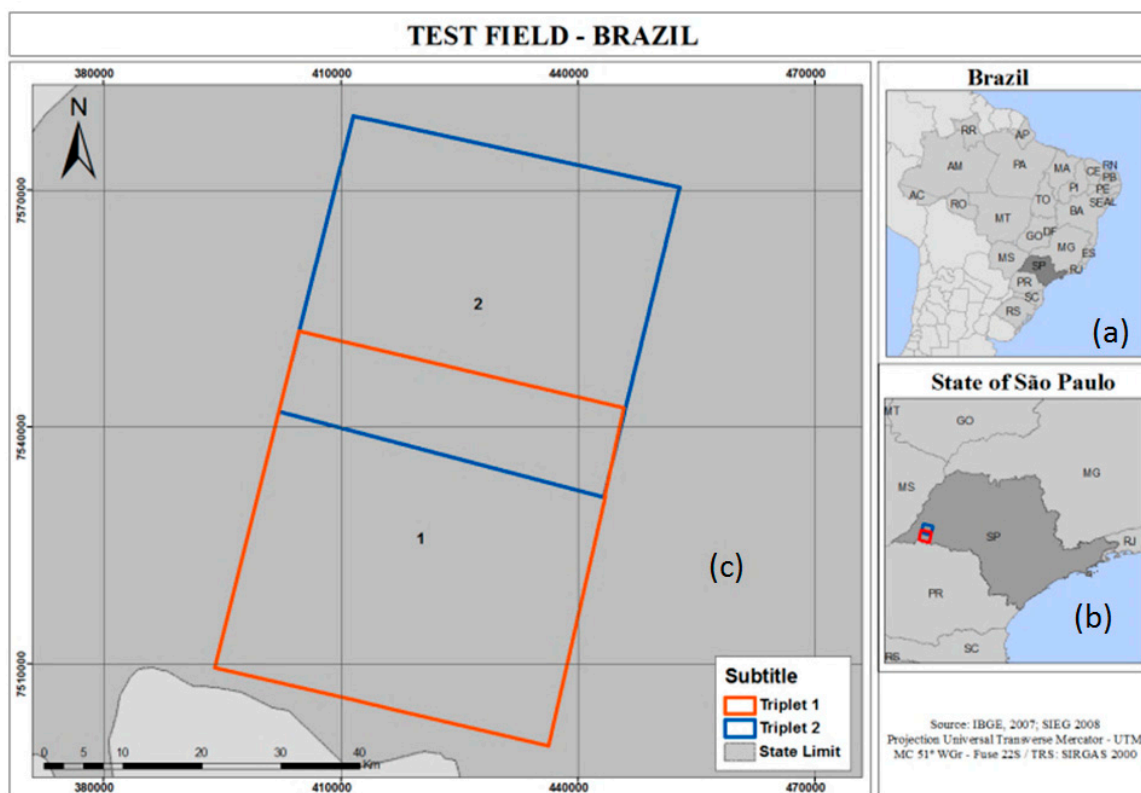 TEST FIELD - BRAZIL
380000
410000
440000
470000
N
7570000
7540000
7510000
2
1
(c)
Subtitle
Triplet 1
Triplet 2
State Limit
0 5 10 20 30 40
Km
380000
410000
440000
470000
Brazil
RR
AP
AM
PA
MA
CE
RN
PB
PI
PE
AC
RO
TO
SE
AL
BA
MT
DF
GO
MG
ES
MS
SP
RJ
PR
SC
RS
(a)
State of São Paulo
MT
GO
MS
MG
SP
RJ
PR
(b)
SC
RS
Source: IBGE, 2007; SIEG 2008
Projection Universal Transverse Mercator - UTM
MC 51° WGr - Fuse 22S / TRS: SIRGAS 2000